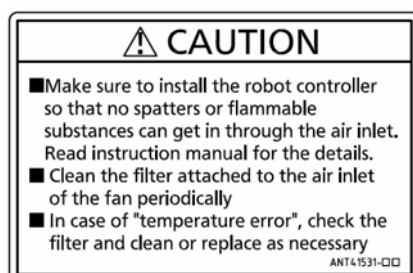 ⚠ CAUTION
■Make sure to install the robot controller
so that no spatters or flammable
substances can get in through the air inlet.
Read instruction manual for the details.
■ Clean the filter attached to the air inlet
of the fan periodically
■ In case of "temperature error", check the
filter and clean or replace as necessary
ANT41531-□□